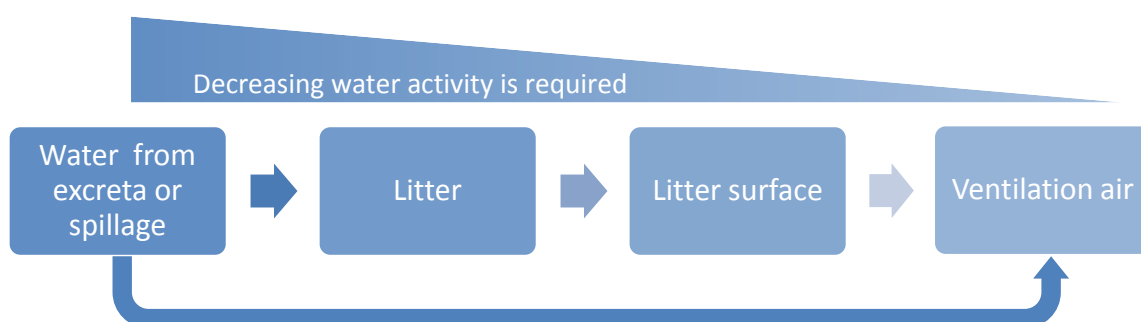 Decreasing water activity is required
Water from
excreta or
spillage
Litter
Litter surface
Ventilation air